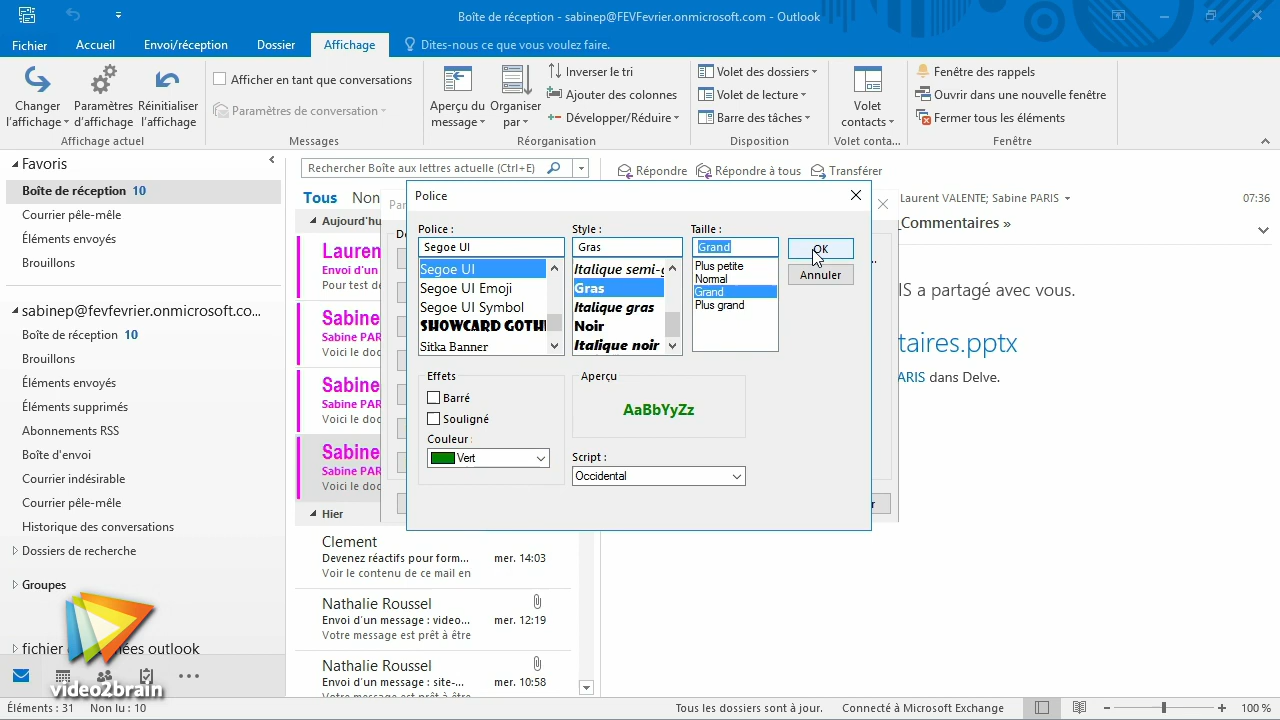 Boîte de réception - sabinep@FEVFevrier.onmicrosoft.com - Outlook
Fichier
Accueil
Envoi/réception
Dossier
Affichage
Dites-nous ce que vous voulez faire.
Changer l'affichage
Paramètres d'affichage
Réinitialiser l'affichage
Affichage actuel
Afficher en tant que conversations
Paramètres de conversation
Messages
Aperçu du message
Organiser par
Inverser le tri
Ajouter des colonnes
Développer/Réduire
Réorganisation
Volet des dossiers
Volet de lecture
Barre des tâches
Disposition
Volet contacts
Volet conta...
Fenêtre des rappels
Ouvrir dans une nouvelle fenêtre
Fermer tous les éléments
Fenêtre
Favoris
Boîte de réception 10
Courrier pêle-mêle
Éléments envoyés
Brouillons
sabinep@fevfevrier.onmicrosoft.co...
Boîte de réception 10
Brouillons
Éléments envoyés
Éléments supprimés
Abonnements RSS
Boîte d'envoi
Courrier indésirable
Courrier pêle-mêle
Historique des conversations
Dossiers de recherche
Groupes
outlook
video2brain
Rechercher Boîte aux lettres actuelle (Ctrl+E)
Tous Non
Aujourd'hu
Lauren
Envoi d'un
Pour test d
Sabine
Sabine PAR
Voici le doc
Sabine
Sabine PAR
Voici le doc
Sabine
Sabine PAR
Voici le doc
Hier
Clement
Devenez réactifs pour form... mer. 14:03
Voir le contenu de ce mail en
Nathalie Roussel
Envoi d'un message : video... mer. 12:19
Votre message est prêt à être
Nathalie Roussel
Envoi d'un message : site-... mer. 10:58
Répondre
Répondre à tous
Transférer
Laurent VALENTE; Sabine PARIS
07:36
_Commentaires »
IS a partagé avec vous.
taires.pptx
ARIS dans Delve.
Par
Police
Police :
Segoe UI
Segoe UI
Segoe UI Emoji
Segoe UI Symbol
SHOWCARD GOTH
Sitka Banner
Style :
Gras
Italique semi-g
Gras
Italique gras
Noir
Italique noir
Taille :
Grand
Plus petite
Normal
Grand
Plus grand
OK
Annuler
Effets
Barré
Souligné
Couleur :
Vert
Aperçu
AaBbYyZz
Script :
Occidental
Éléments : 31
Non lu : 10
Tous les dossiers sont à jour.
Connecté à Microsoft Exchange
100 %